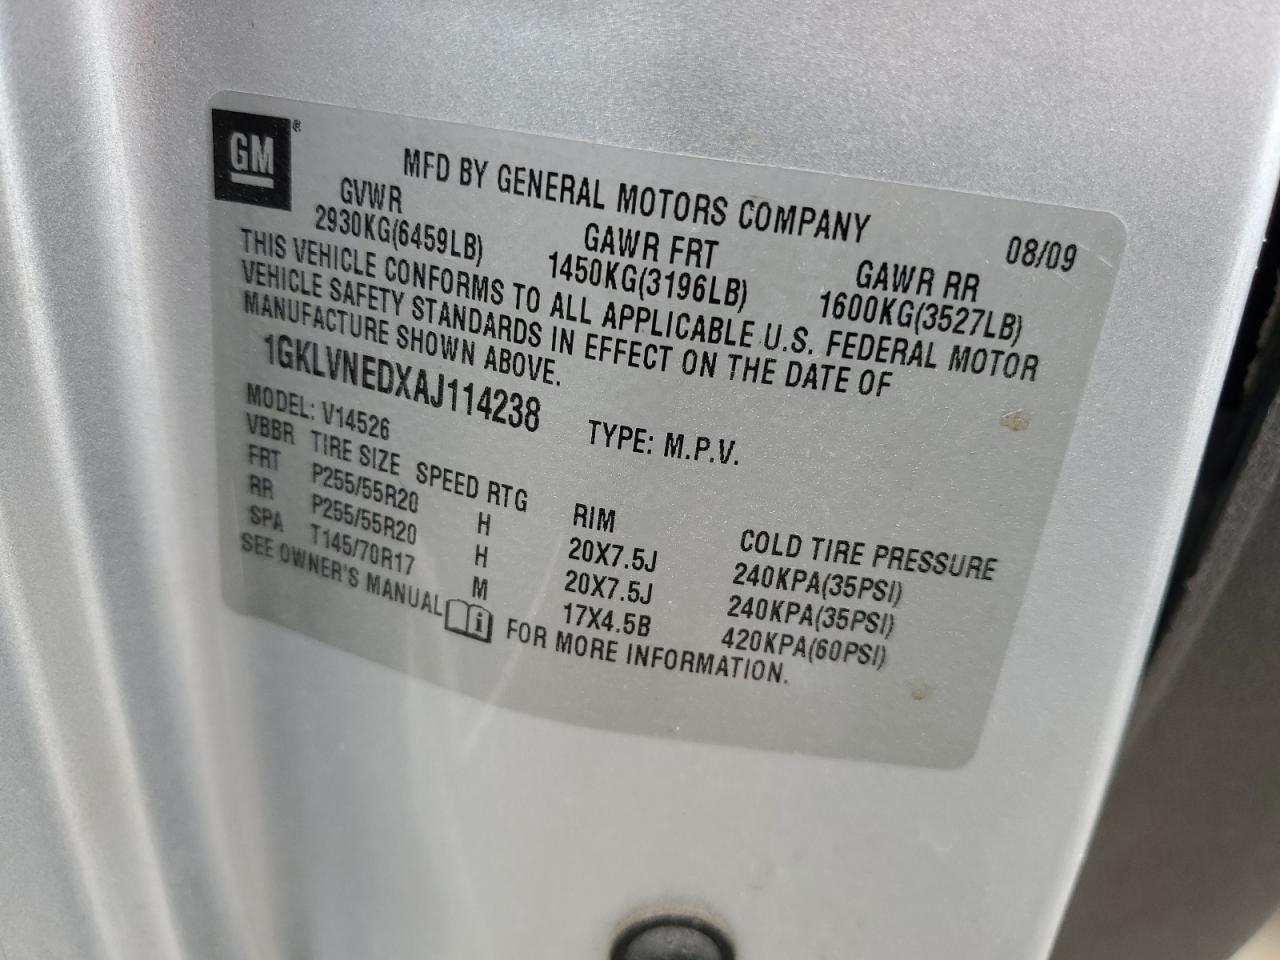 GM®
MFD BY GENERAL MOTORS COMPANY
08/09
GVWR GAWR FRT GAWR RR
2930KG(6459LB) 1450KG(3196LB) 1600KG(3527LB)
THIS VEHICLE CONFORMS TO ALL APPLICABLE U.S. FEDERAL MOTOR
VEHICLE SAFETY STANDARDS IN EFFECT ON THE DATE OF
MANUFACTURE SHOWN ABOVE.
1GKLVNEDXAJ114238 TYPE: M.P.V.
MODEL: V14526
VBBR TIRE SIZE SPEED RTG RIM COLD TIRE PRESSURE
FRT P255/55R20 H 20X7.5J 240KPA(35PSI)
RR P255/55R20 H 20X7.5J 240KPA(35PSI)
SPA T145/70R17 M 17X4.5B 420KPA(60PSI)
SEE OWNER'S MANUAL i FOR MORE INFORMATION.